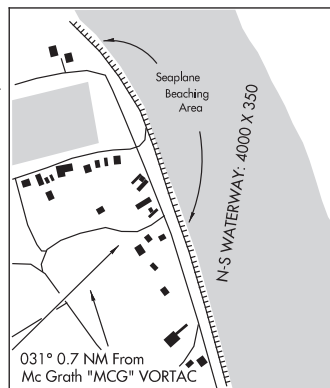 Seaplane
Beaching
Area
N-S WATERWAY: 4000 X 350
031° 0.7 NM From
Mc Grath "MCG" VORTAC